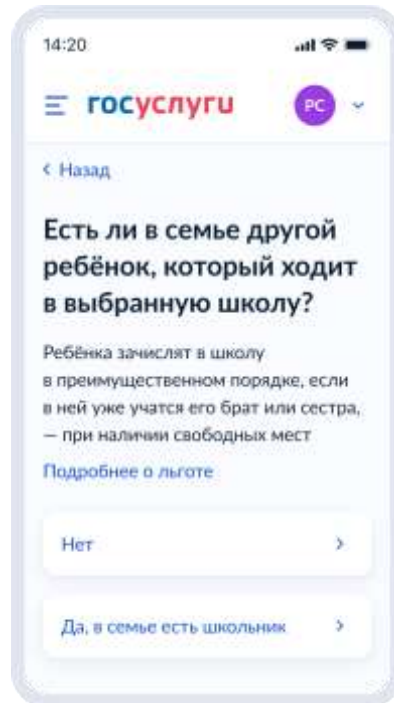 14:20
госуслуги
РС
Назад
Есть ли в семье другой
ребёнок, который ходит
в выбранную школу?
Ребёнка зачислят в школу
в преимущественном порядке, если
в ней уже учатся его брат или сестра,
— при наличии свободных мест
Подробнее о льготе
Нет
Да, в семье есть школьник